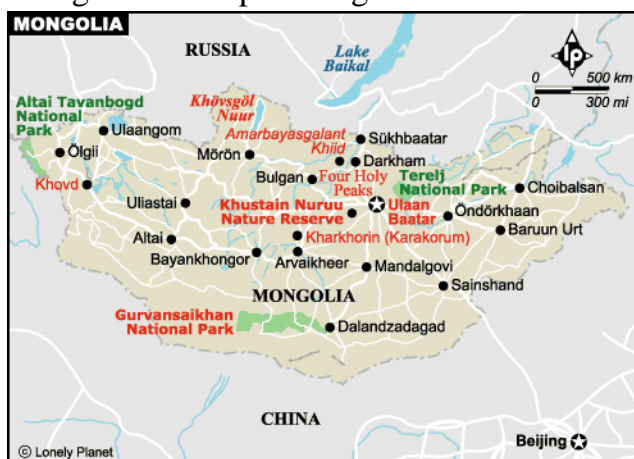 MONGOLIA
RUSSIA
Lake
Baikal
lp
0 500 km
0 300 mi
Altai Tavanbogd
National
Park
Khövsgöl
Nuur
Amarbayasgalant
Khiid
Sükhbaatar
Ulaangom
Ölgii
Mörön
Darkham
Bulgan
Four Holy
Peaks
Terelj
National Park
Choibalsan
Khovd
Uliastai
Khustain Nuruu
Nature Reserve
Ulaan
Baatar
Öndörkhaan
Baruun Urt
Altai
Kharkhorin (Karakorum)
Bayankhongor
Arvaikheer
Mandalgovi
Sainshand
MONGOLIA
Gurvansaikhan
National Park
Dalandzadagad
CHINA
Beijing
© Lonely Planet